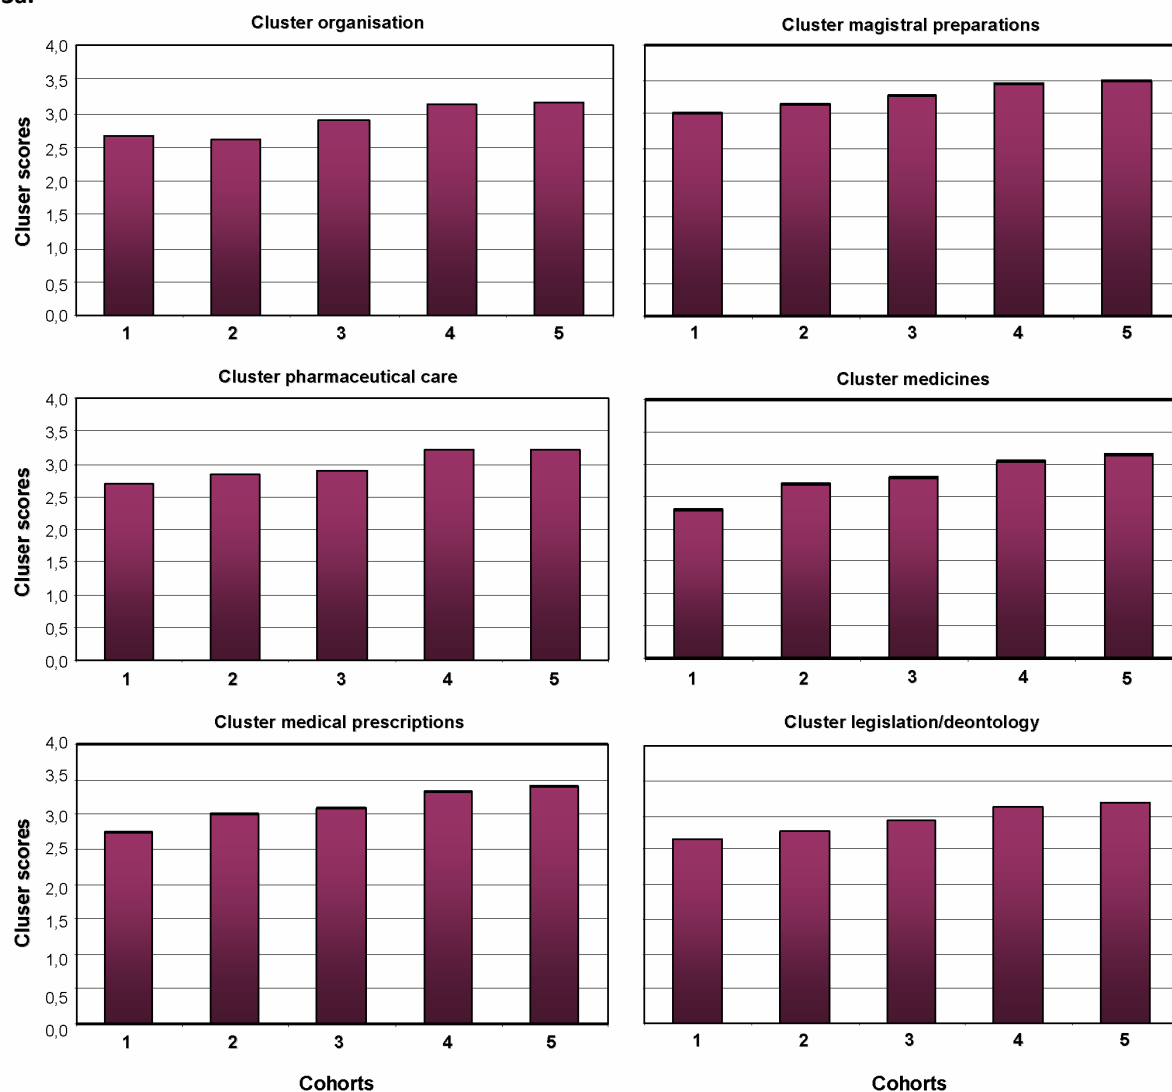 Cluster organisation
Cluster magistral preparations
4,0
3,5
3,0
2,5
2,0
1,5
1,0
0,5
0,0
Cluser scores
1 2 3 4 5
1 2 3 4 5
Cluster pharmaceutical care
Cluster medicines
4,0
3,5
3,0
2,5
2,0
1,5
1,0
0,5
0,0
Cluser scores
1 2 3 4 5
1 2 3 4 5
Cluster medical prescriptions
Cluster legislation/deontology
4,0
3,5
3,0
2,5
2,0
1,5
1,0
0,5
0,0
Cluser scores
1 2 3 4 5
1 2 3 4 5
Cohorts
Cohorts